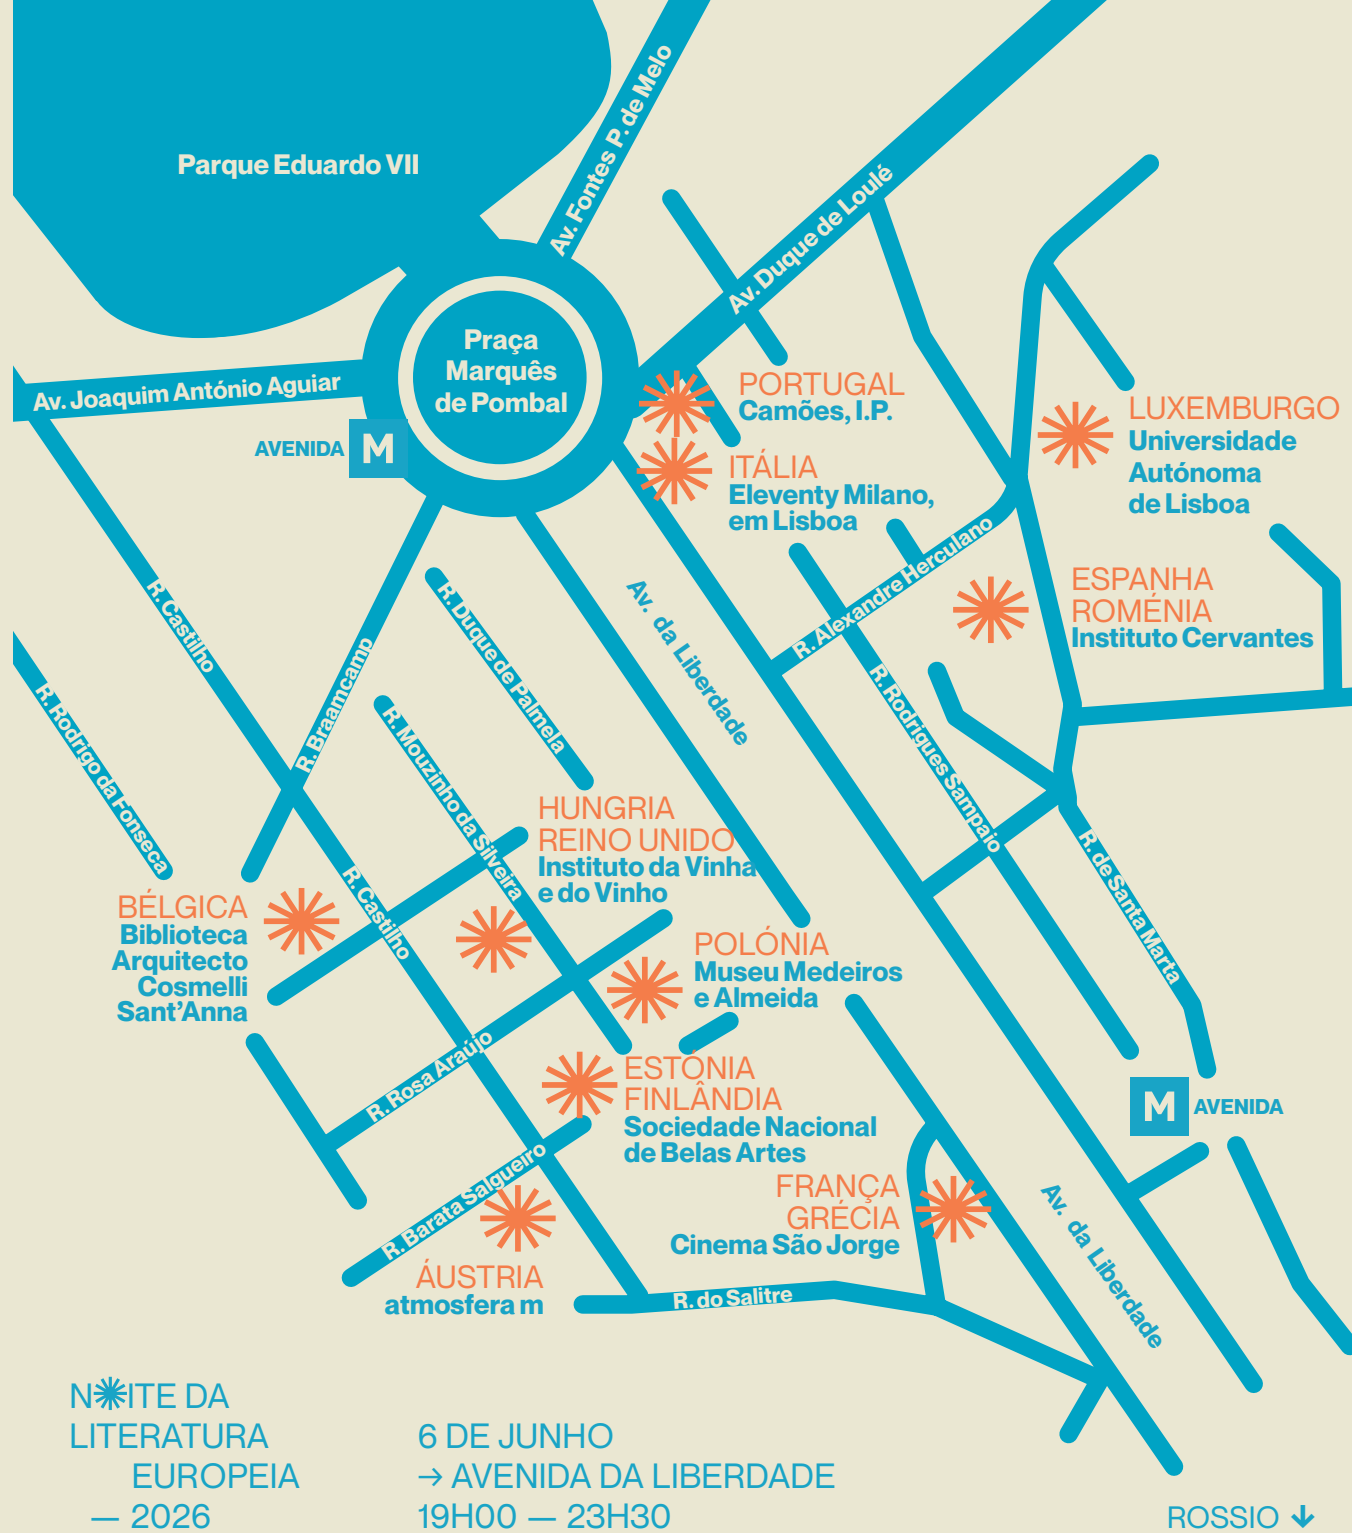 Parque Eduardo VII
Av. Fontes P. de Melo
Av. Duque de Loulé
Praça
Marquês
de Pombal
Av. Joaquim António Aguiar
AVENIDA M
PORTUGAL
Camões, I.P.
LUXEMBURGO
Universidade
Autónoma
de Lisboa
ITÁLIA
Eleventy Milano,
em Lisboa
R. Alexandre Herculano
ESPANHA
ROMÉNIA
Instituto Cervantes
R. Castilho
R. Duque de Palmela
Av. da Liberdade
R. Braamcamp
R. Rodrigo da Fonseca
R. Mouzinho da Silveira
R. Rodrigues Sampaio
HUNGRIA
REINO UNIDO
Instituto da Vinha
e do Vinho
R. de Santa Marta
R. Castilho
BÉLGICA
Biblioteca
Arquitecto
Cosmelli
Sant’Anna
POLÓNIA
Museu Medeiros
e Almeida
R. Rosa Araújo
ESTÓNIA
FINLÂNDIA
Sociedade Nacional
de Belas Artes
M AVENIDA
R. Barata Salgueiro
FRANÇA
GRÉCIA
Cinema São Jorge
Av. da Liberdade
ÁUSTRIA
atmosfera m
R. do Salitre
NOITE DA
LITERATURA
EUROPEIA
— 2026
6 DE JUNHO
→ AVENIDA DA LIBERDADE
19H00 — 23H30
ROSSIO ↓